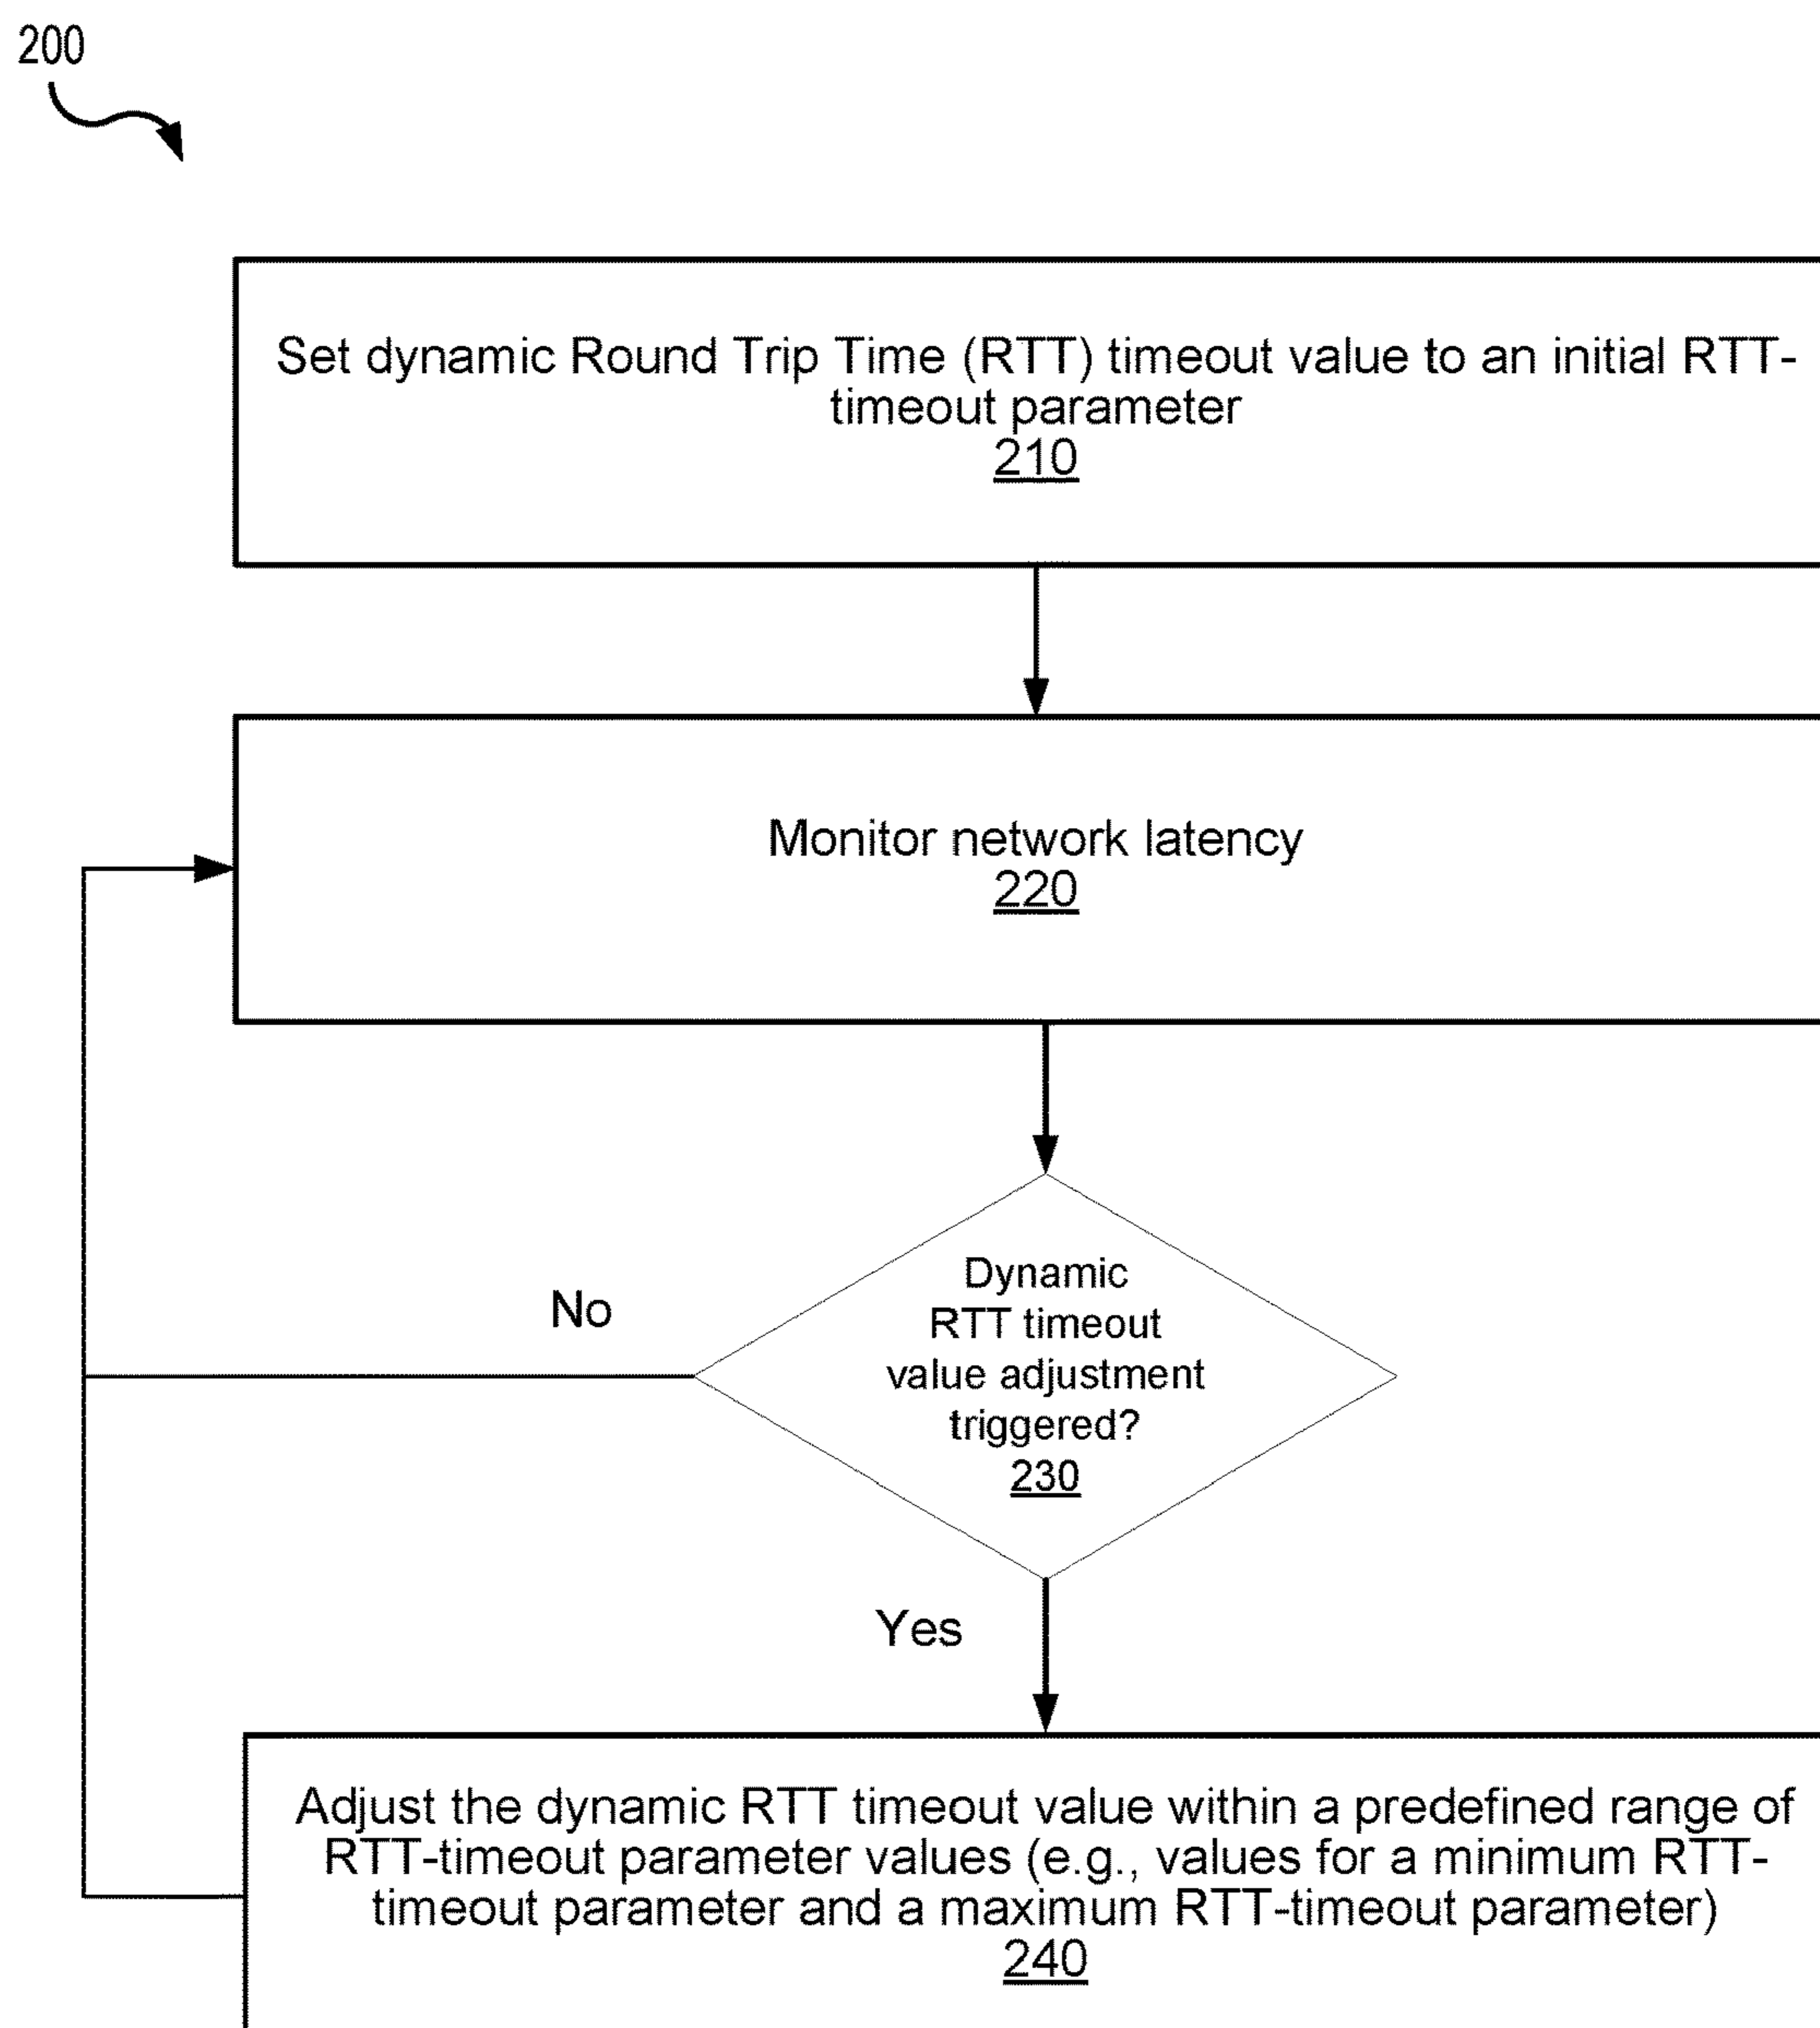 200
Set dynamic Round Trip Time (RTT) timeout value to an initial RTT-
timeout parameter
210
Monitor network latency
220
Dynamic
RTT timeout
value adjustment
triggered?
230
No
Yes
Adjust the dynamic RTT timeout value within a predefined range of
RTT-timeout parameter values (e.g., values for a minimum RTT-
timeout parameter and a maximum RTT-timeout parameter)
240